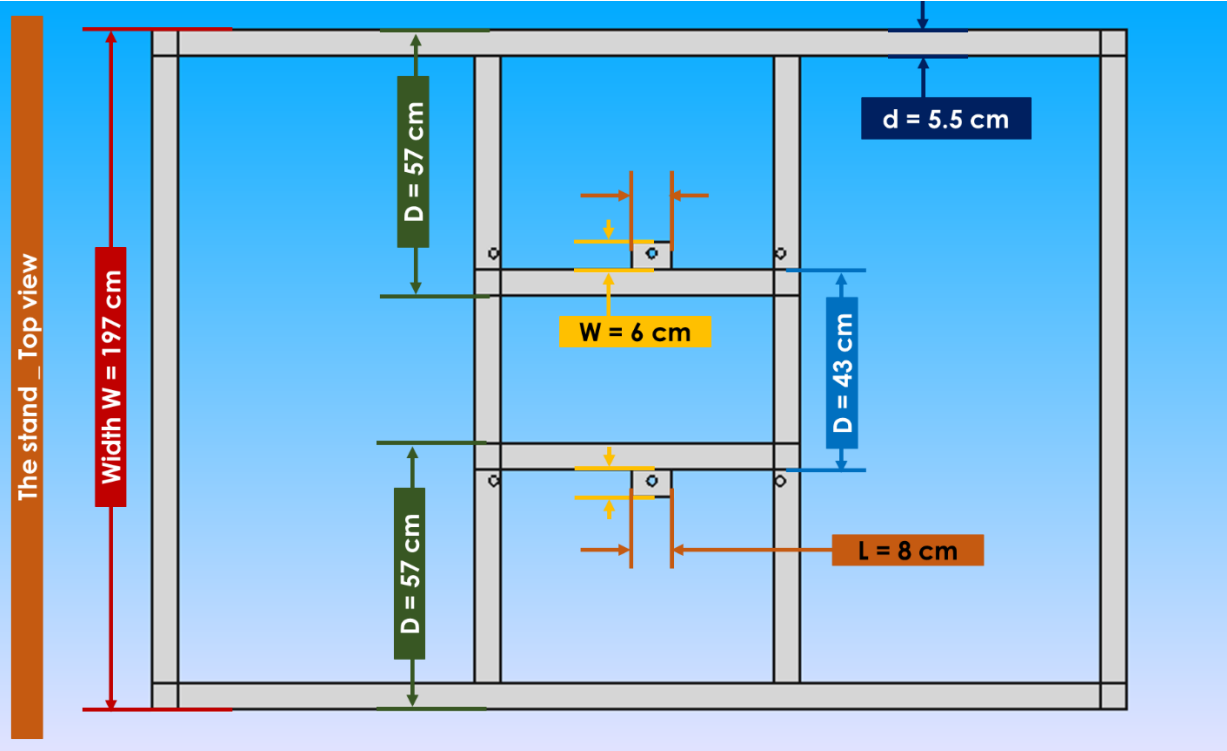 The stand _ Top view
Width W = 197 cm
D = 57 cm
d = 5.5 cm
W = 6 cm
D = 43 cm
D = 57 cm
L = 8 cm